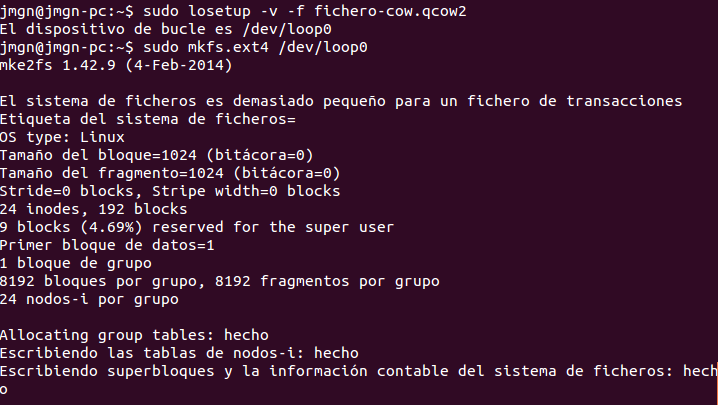 jmgn@jmgn-pc:~$ sudo losetup -v -f fichero-cow.qcow2
El dispositivo de bucle es /dev/loop0
jmgn@jmgn-pc:~$ sudo mkfs.ext4 /dev/loop0
mke2fs 1.42.9 (4-Feb-2014)

El sistema de ficheros es demasiado pequeño para un fichero de transacciones
Etiqueta del sistema de ficheros=
OS type: Linux
Tamaño del bloque=1024 (bitácora=0)
Tamaño del fragmento=1024 (bitácora=0)
Stride=0 blocks, Stripe width=0 blocks
24 inodes, 192 blocks
9 blocks (4.69%) reserved for the super user
Primer bloque de datos=1
1 bloque de grupo
8192 bloques por grupo, 8192 fragmentos por grupo
24 nodos-i por grupo

Allocating group tables: hecho
Escribiendo las tablas de nodos-i: hecho
Escribiendo superbloques y la información contable del sistema de ficheros: hech
o